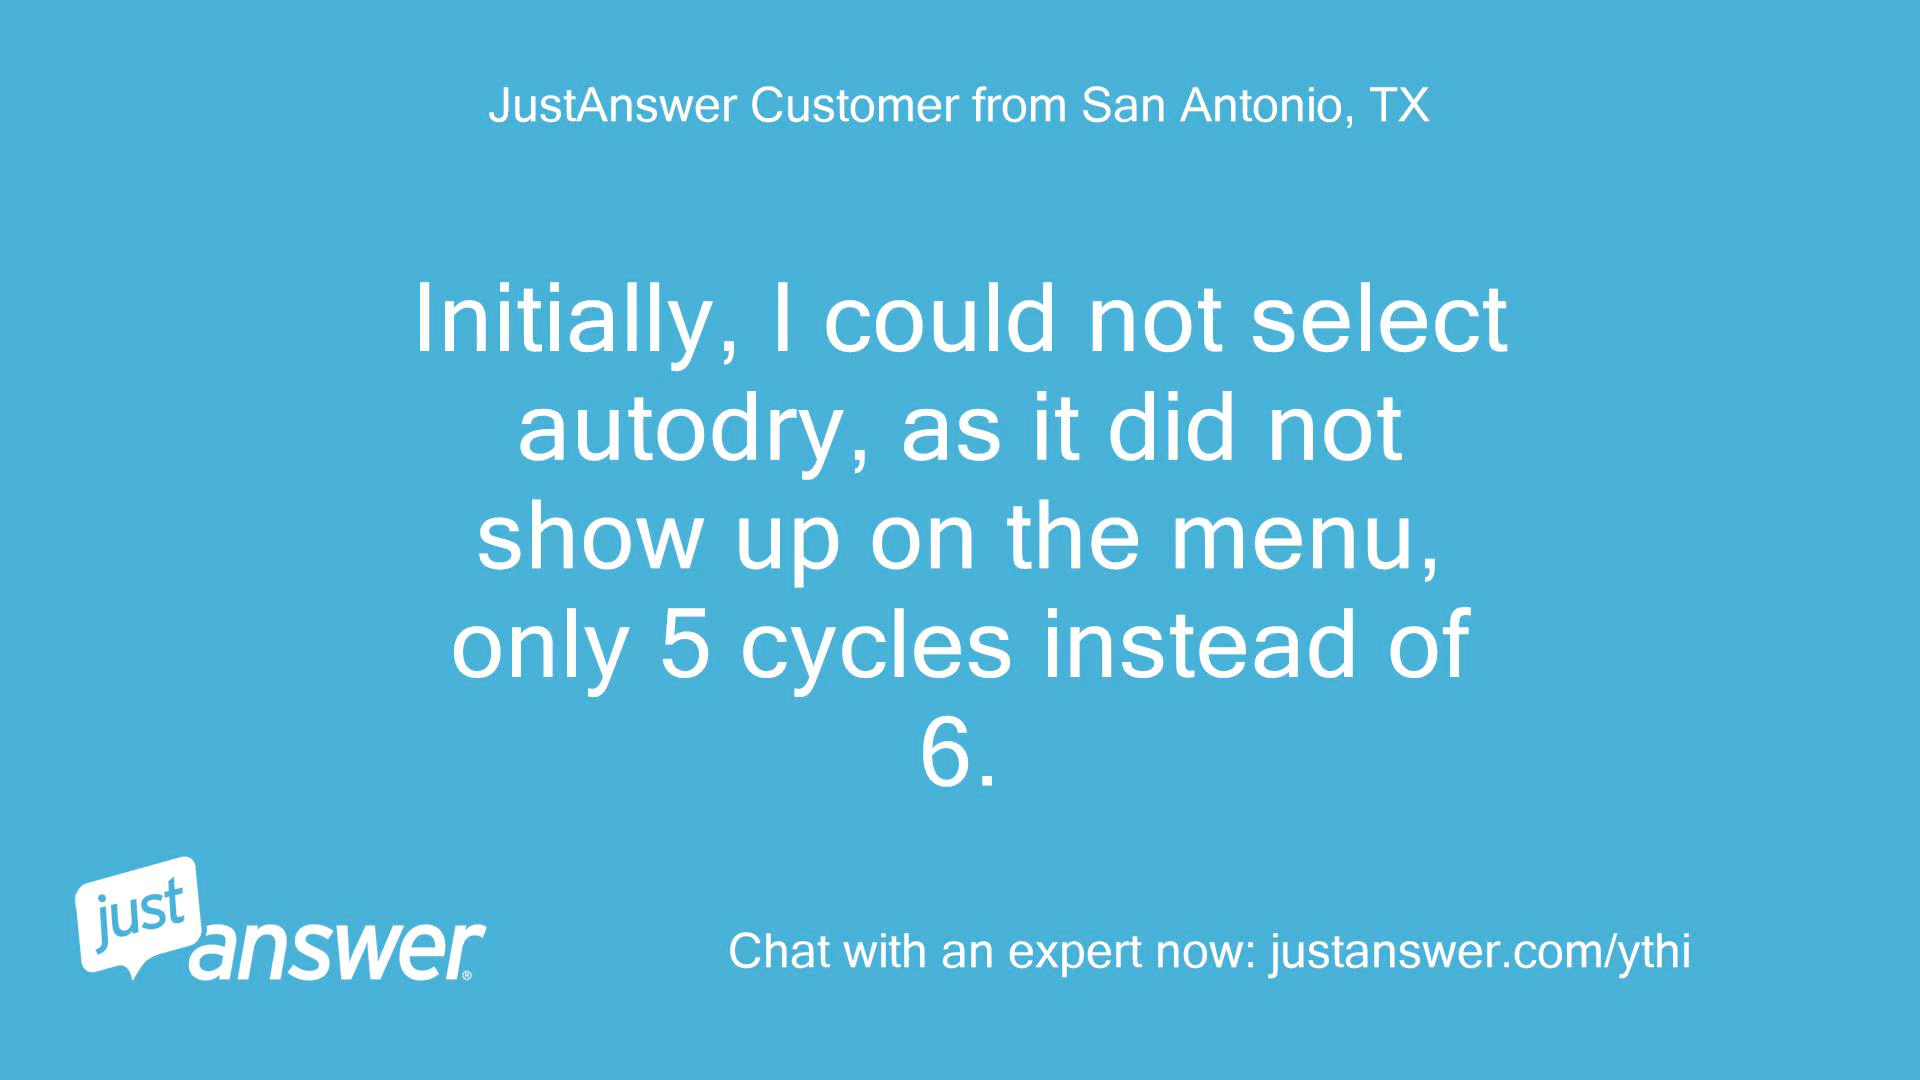 JustAnswer Customer from San Antonio, TX
Initially, I could not select
autodry, as it did not
show up on the menu,
only 5 cycles instead of
6.
just
answer®
Chat with an expert now: justanswer.com/ythi